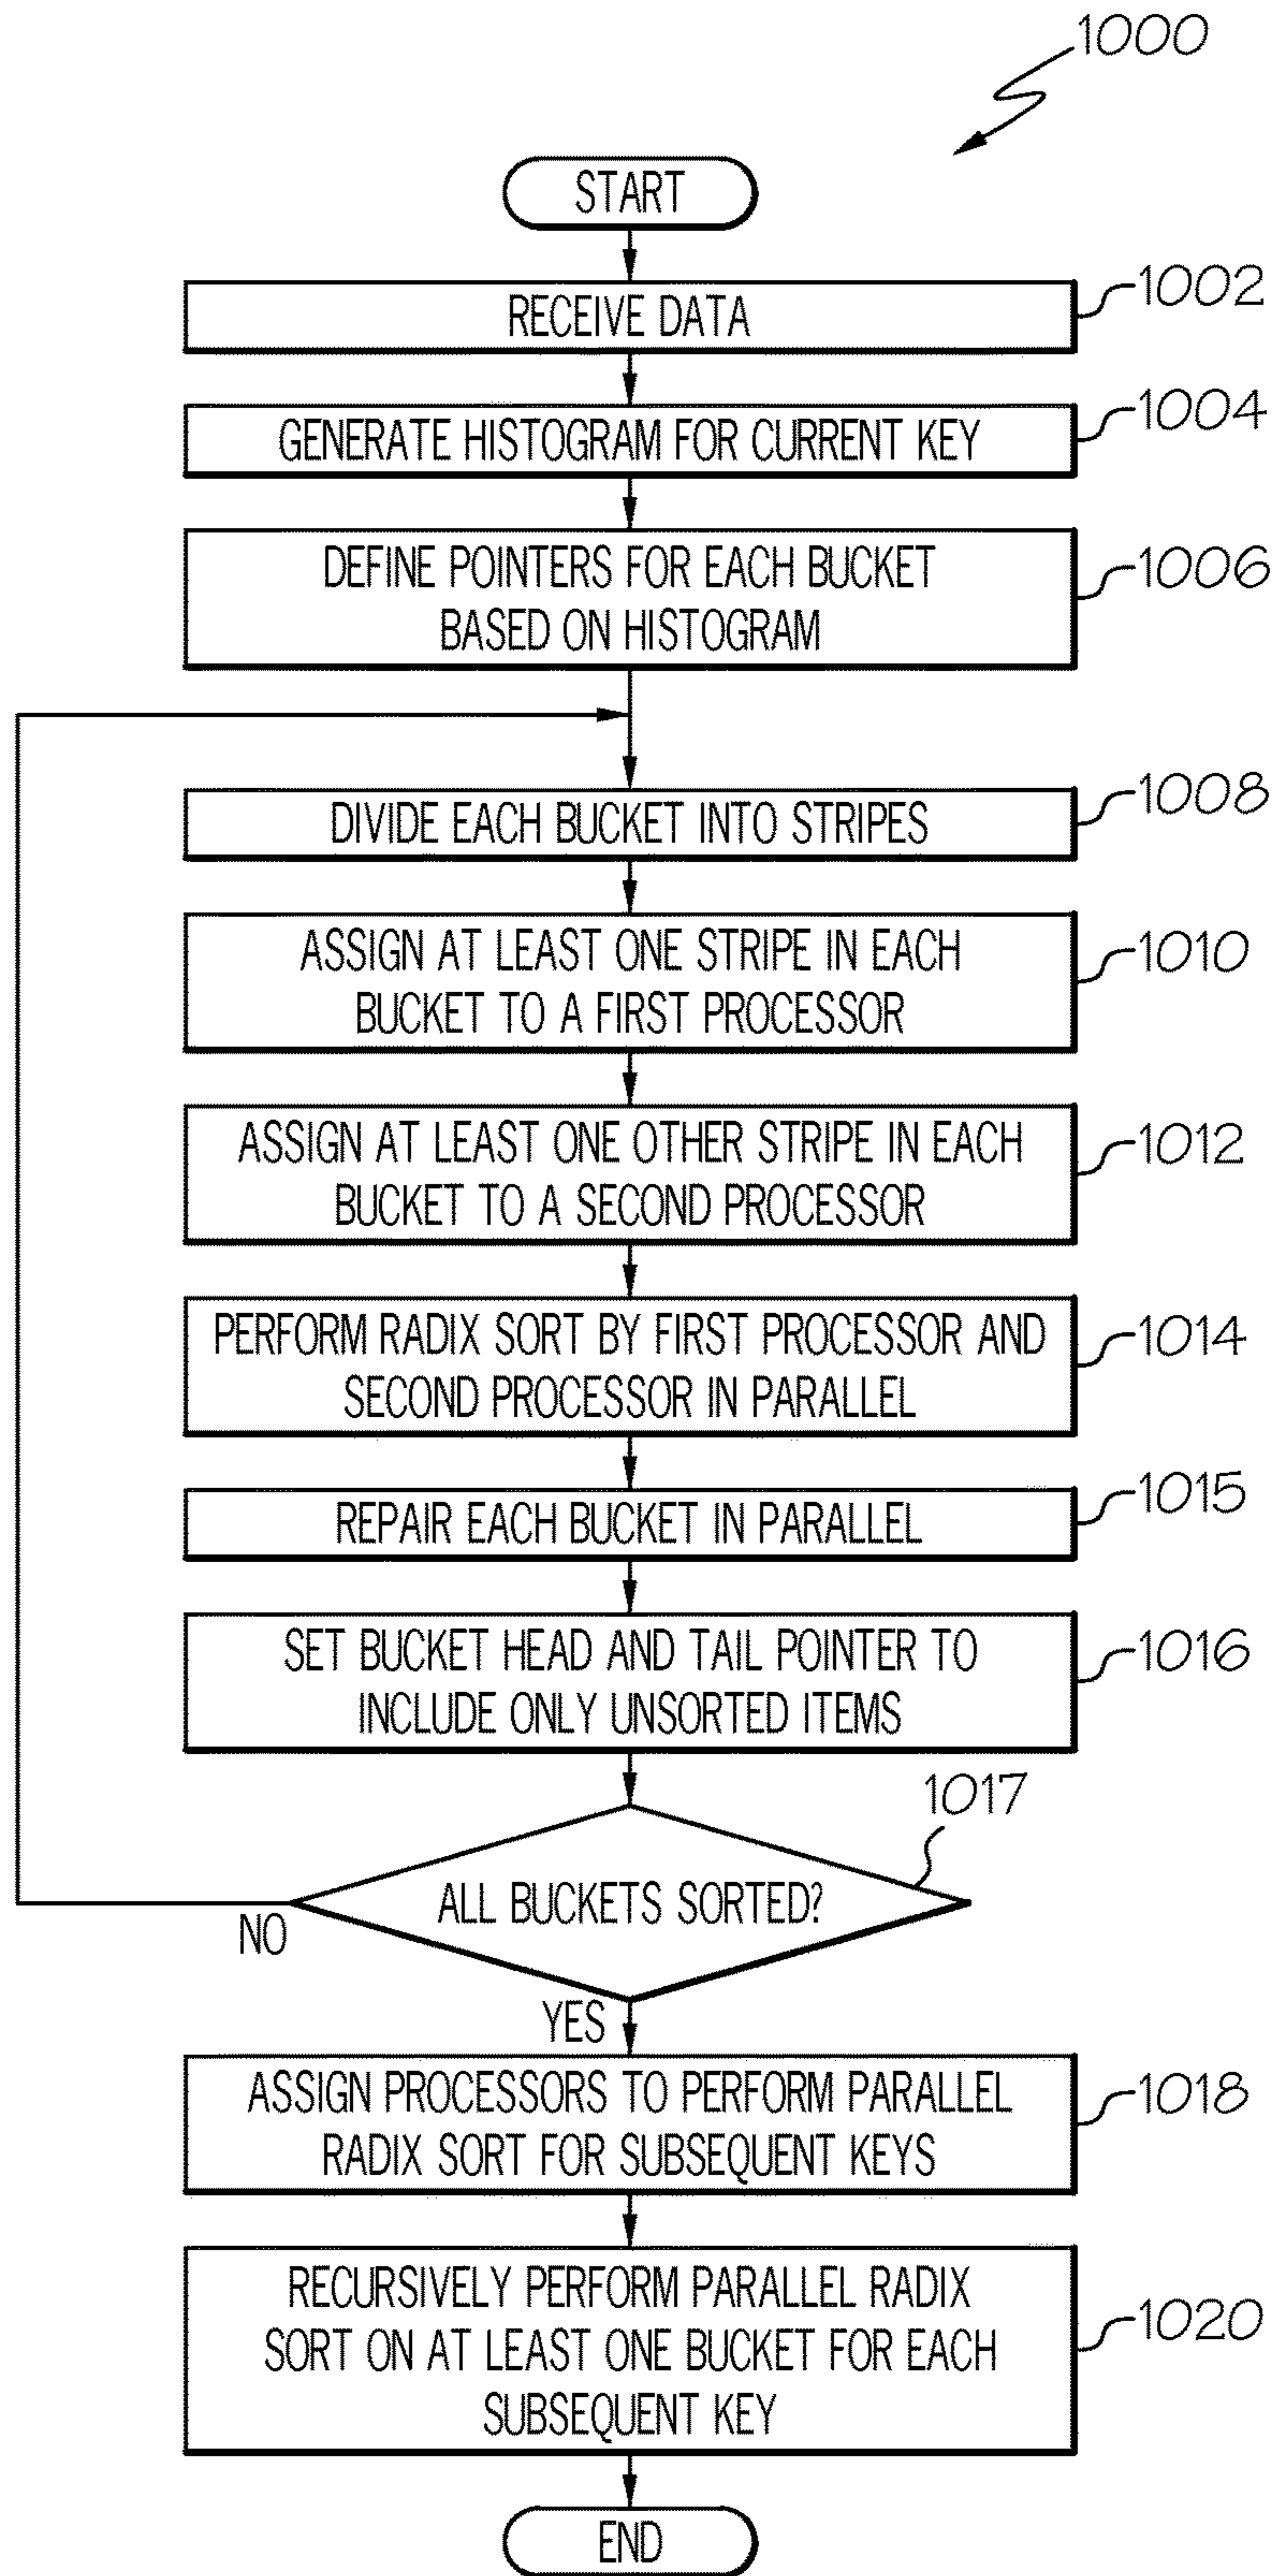 1000
START
RECEIVE DATA
1002
GENERATE HISTOGRAM FOR CURRENT KEY
1004
DEFINE POINTERS FOR EACH BUCKET
BASED ON HISTOGRAM
1006
DIVIDE EACH BUCKET INTO STRIPES
1008
ASSIGN AT LEAST ONE STRIPE IN EACH
BUCKET TO A FIRST PROCESSOR
1010
ASSIGN AT LEAST ONE OTHER STRIPE IN EACH
BUCKET TO A SECOND PROCESSOR
1012
PERFORM RADIX SORT BY FIRST PROCESSOR AND
SECOND PROCESSOR IN PARALLEL
1014
REPAIR EACH BUCKET IN PARALLEL
1015
SET BUCKET HEAD AND TAIL POINTER TO
INCLUDE ONLY UNSORTED ITEMS
1016
1017
ALL BUCKETS SORTED?
NO
YES
ASSIGN PROCESSORS TO PERFORM PARALLEL
RADIX SORT FOR SUBSEQUENT KEYS
1018
RECURSIVELY PERFORM PARALLEL RADIX
SORT ON AT LEAST ONE BUCKET FOR EACH
SUBSEQUENT KEY
1020
END